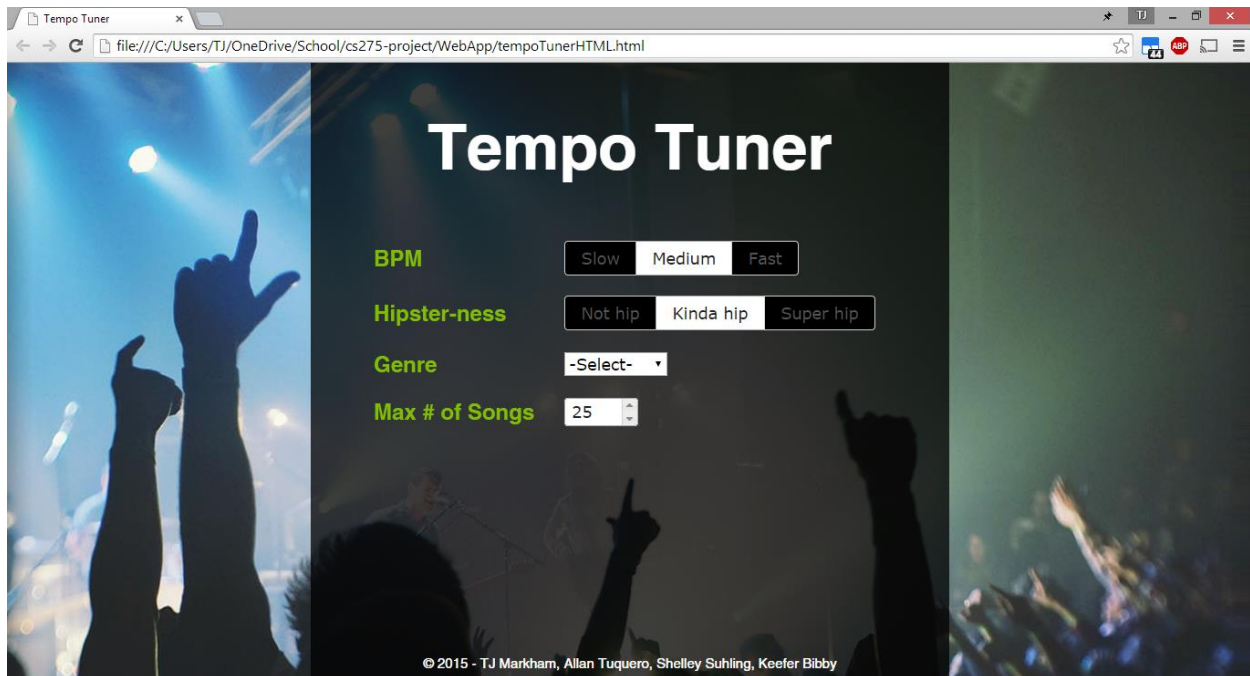 Tempo Tuner
TJ
file:///C:/Users/TJ/OneDrive/School/cs275-project/WebApp/tempoTunerHTML.html
44
ABP
Tempo Tuner
BPM Slow Medium Fast
Hipster-ness Not hip Kinda hip Super hip
Genre -Select-
Max # of Songs 25
© 2015 - TJ Markham, Allan Tuquero, Shelley Suhling, Keefer Bibby